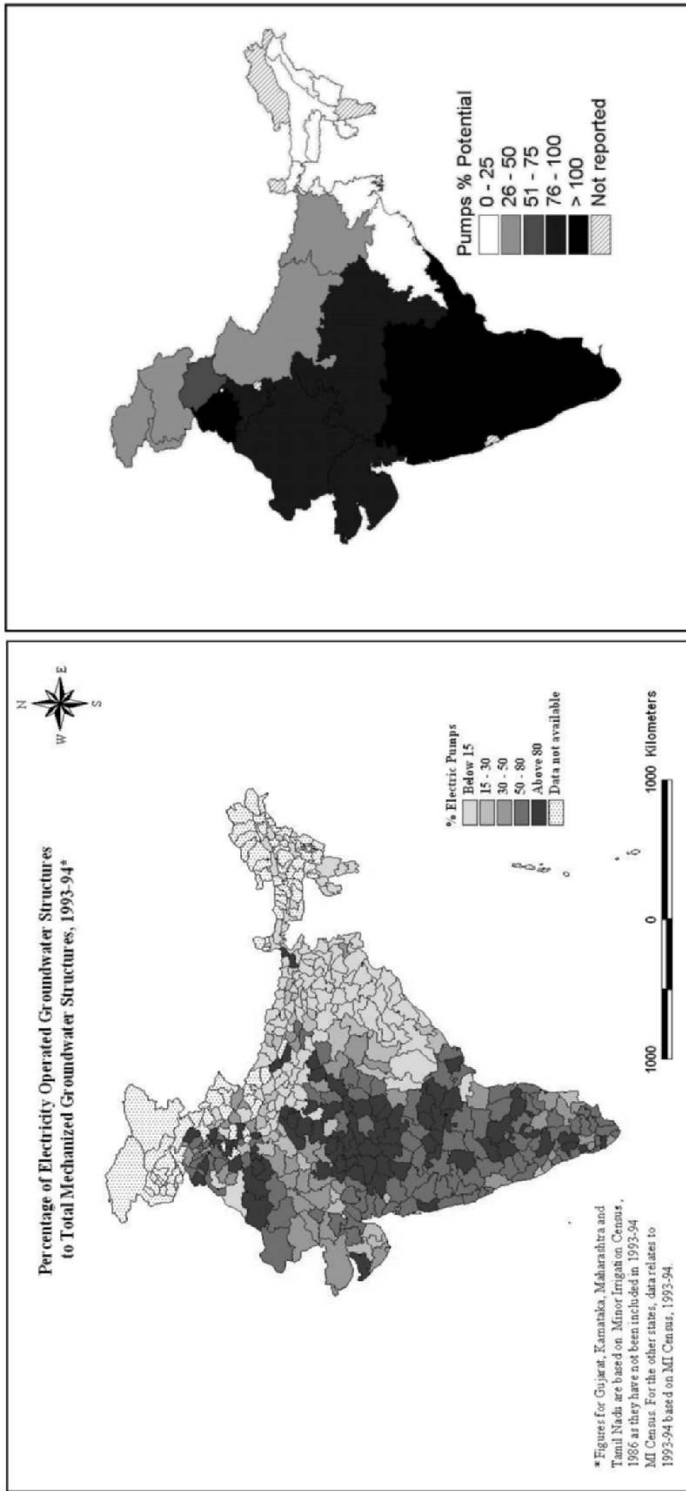 Percentage of Electricity Operated Groundwater Structures
to Total Mechanized Groundwater Structures, 1993-94*
N
W
E
S
% Electric Pumps
Below 15
15 - 30
30 - 50
50 - 80
Above 80
Data not available
1000
0
1000 Kilometers
* Figures for Gujarat, Karnataka, Maharashtra and
Tamil Nadu are based on Minor Irrigation Census,
1986 as they have not been included in 1993-94
MI Census. For the other states, data relates to
1993-94 based on MI Census, 1993-94.
Pumps % Potential
0 - 25
26 - 50
51 - 75
76 - 100
> 100
Not reported